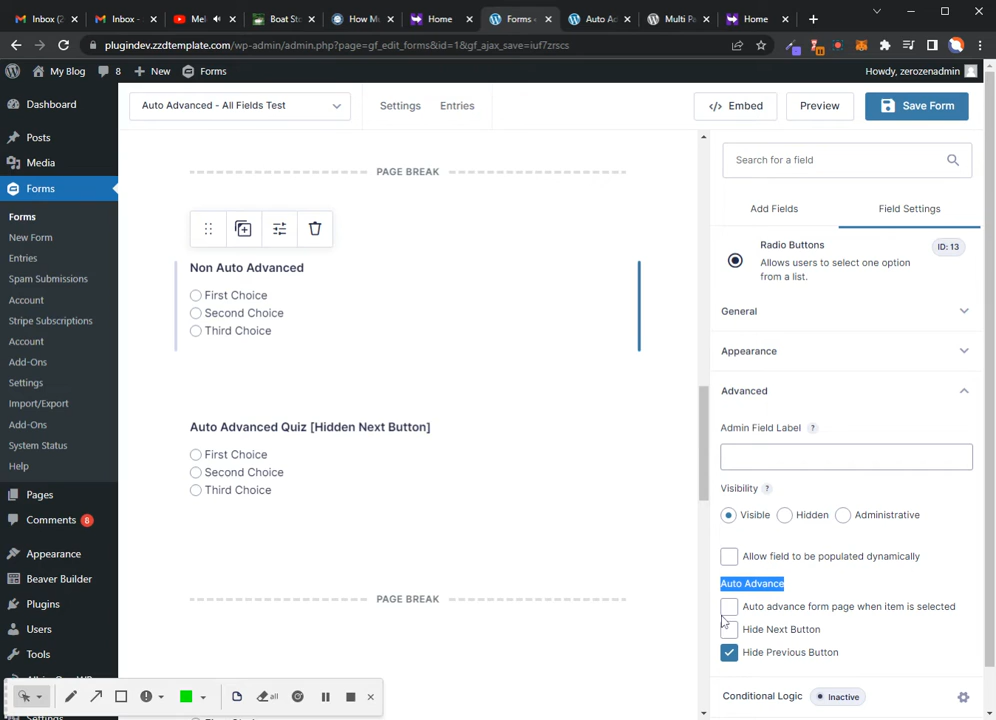 Inbox (2
Inbox -
Mel
Boat Sto
How M
Home
Forms ‹
Auto Ad
Multi Pa
Home
plugindev.zzdtemplate.com/wp-admin/admin.php?page=gf_edit_forms&id=1&gf_ajax_save=iuf7zrscs
My Blog
8
+ New
Forms
Howdy, zerozenadmin
Dashboard
Posts
Media
Forms
Forms
New Form
Entries
Spam Submissions
Account
Stripe Subscriptions
Account
Add-Ons
Settings
Import/Export
Add-Ons
System Status
Help
Pages
Comments 8
Appearance
Beaver Builder
Plugins
Users
Tools
Settings
Auto Advanced - All Fields Test
Settings
Entries
</> Embed
Preview
Save Form
PAGE BREAK
Non Auto Advanced
First Choice
Second Choice
Third Choice
Auto Advanced Quiz [Hidden Next Button]
First Choice
Second Choice
Third Choice
PAGE BREAK
Search for a field
Add Fields
Field Settings
Radio Buttons
ID: 13
Allows users to select one option
from a list.
General
Appearance
Advanced
Admin Field Label ?
Visibility ?
Visible
Hidden
Administrative
Allow field to be populated dynamically
Auto Advance
Auto advance form page when item is selected
Hide Next Button
Hide Previous Button
Conditional Logic
Inactive
all